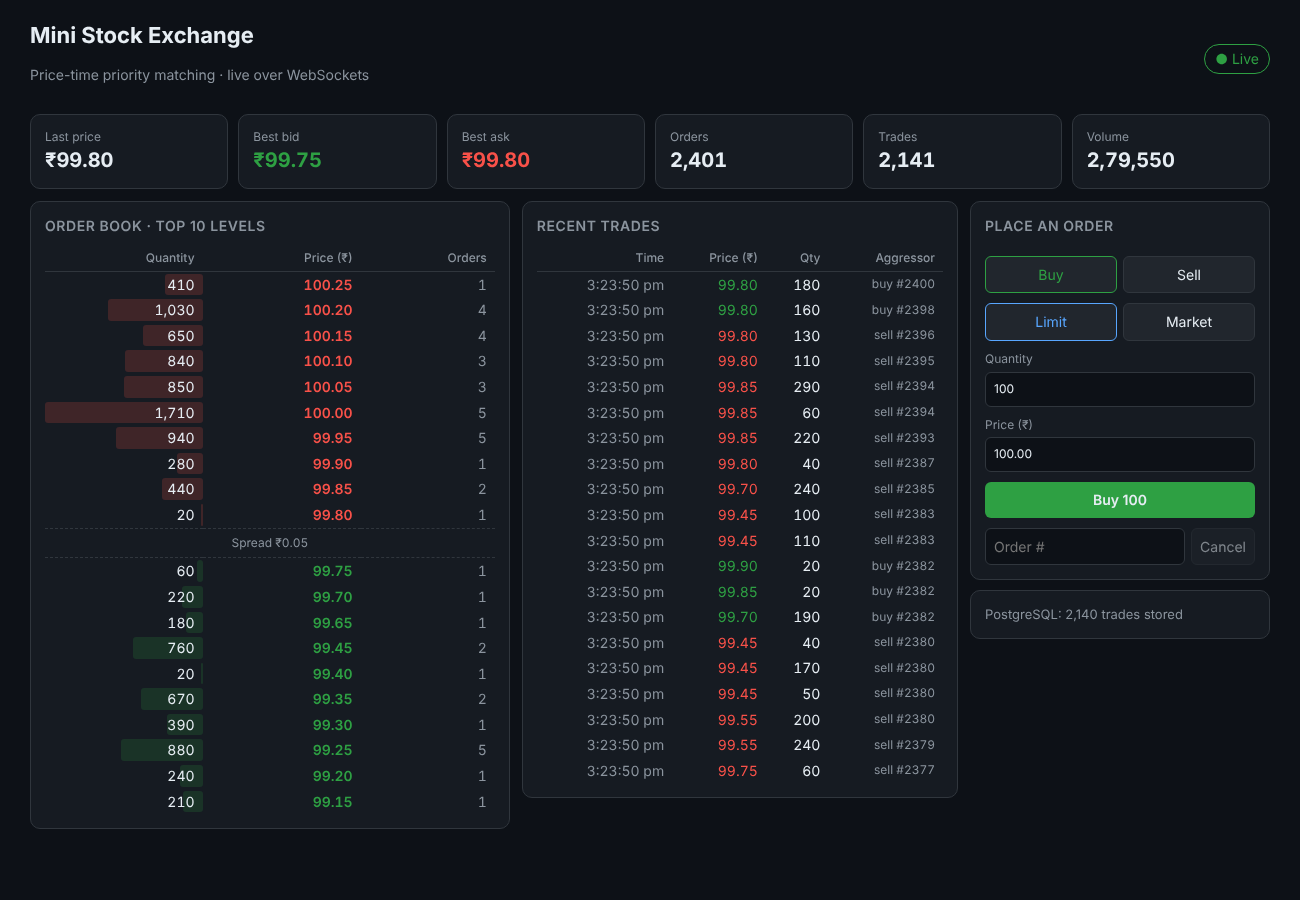 Mini Stock Exchange
Price-time priority matching · live over WebSockets
Live
Last price
₹99.80
Best bid
₹99.75
Best ask
₹99.80
Orders
2,401
Trades
2,141
Volume
2,79,550
ORDER BOOK · TOP 10 LEVELS
Quantity Price (₹) Orders
410 100.25 1
1,030 100.20 4
650 100.15 4
840 100.10 3
850 100.05 3
1,710 100.00 5
940 99.95 5
280 99.90 1
440 99.85 2
20 99.80 1
Spread ₹0.05
60 99.75 1
220 99.70 1
180 99.65 1
760 99.45 2
20 99.40 1
670 99.35 2
390 99.30 1
880 99.25 5
240 99.20 1
210 99.15 1
RECENT TRADES
Time Price (₹) Qty Aggressor
3:23:50 pm 99.80 180 buy #2400
3:23:50 pm 99.80 160 buy #2398
3:23:50 pm 99.80 130 sell #2396
3:23:50 pm 99.80 110 sell #2395
3:23:50 pm 99.85 290 sell #2394
3:23:50 pm 99.85 60 sell #2394
3:23:50 pm 99.85 220 sell #2393
3:23:50 pm 99.80 40 sell #2387
3:23:50 pm 99.70 240 sell #2385
3:23:50 pm 99.45 100 sell #2383
3:23:50 pm 99.45 110 sell #2383
3:23:50 pm 99.90 20 buy #2382
3:23:50 pm 99.85 20 buy #2382
3:23:50 pm 99.70 190 buy #2382
3:23:50 pm 99.45 40 sell #2380
3:23:50 pm 99.45 170 sell #2380
3:23:50 pm 99.45 50 sell #2380
3:23:50 pm 99.55 200 sell #2380
3:23:50 pm 99.55 240 sell #2379
3:23:50 pm 99.75 60 sell #2377
PLACE AN ORDER
Buy Sell
Limit Market
Quantity
100
Price (₹)
100.00
Buy 100
Order # Cancel
PostgreSQL: 2,140 trades stored